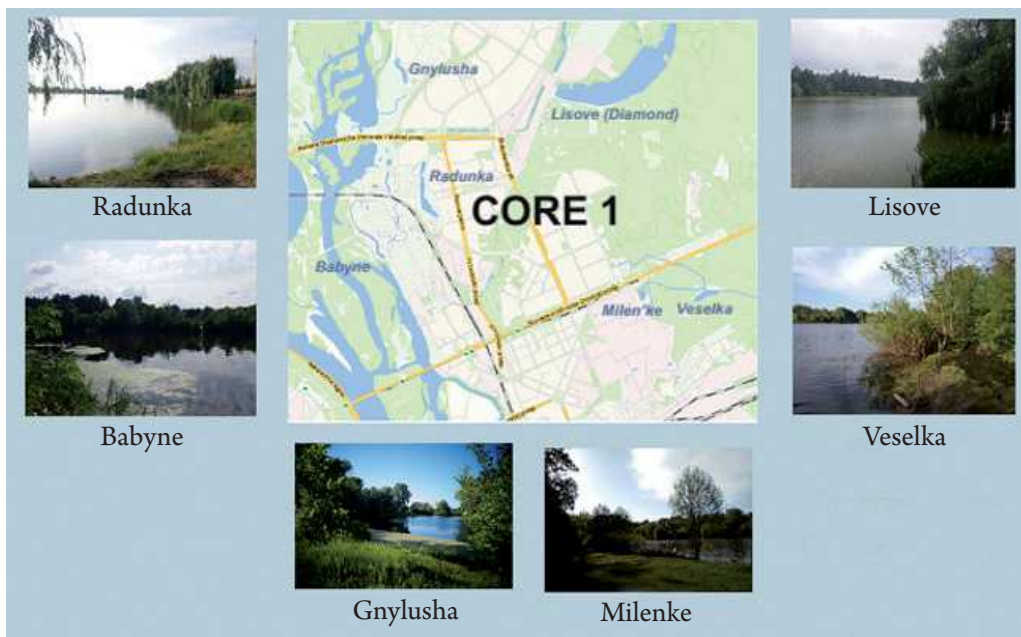 Gnylusha
Lisove (Diamond)
Radunka
CORE 1
Babyne
Milen'ke
Veselka
Radunka
Lisove
Babyne
Veselka
Gnylusha
Milenke